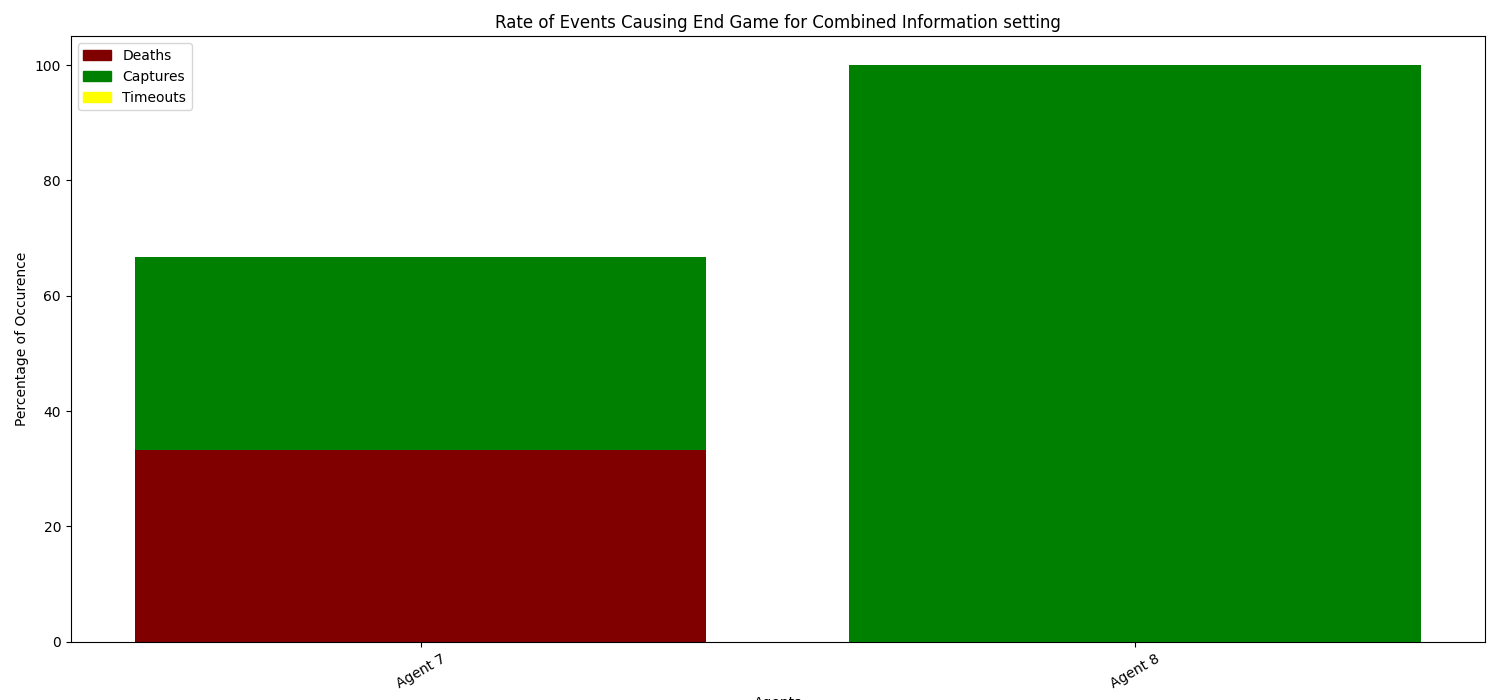 Rate of Events Causing End Game for Combined Information setting
Deaths
Captures
Timeouts
100
80
60
40
20
0
Percentage of Occurence
Agent 7
Agent 8
Agents